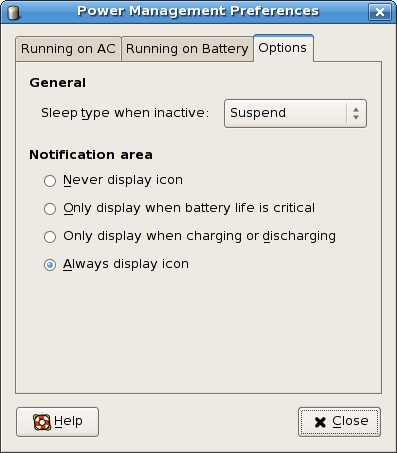 Power Management Preferences
Running on AC Running on Battery Options
General
Sleep type when inactive: Suspend
Notification area
Never display icon
Only display when battery life is critical
Only display when charging or discharging
Always display icon
Help Close